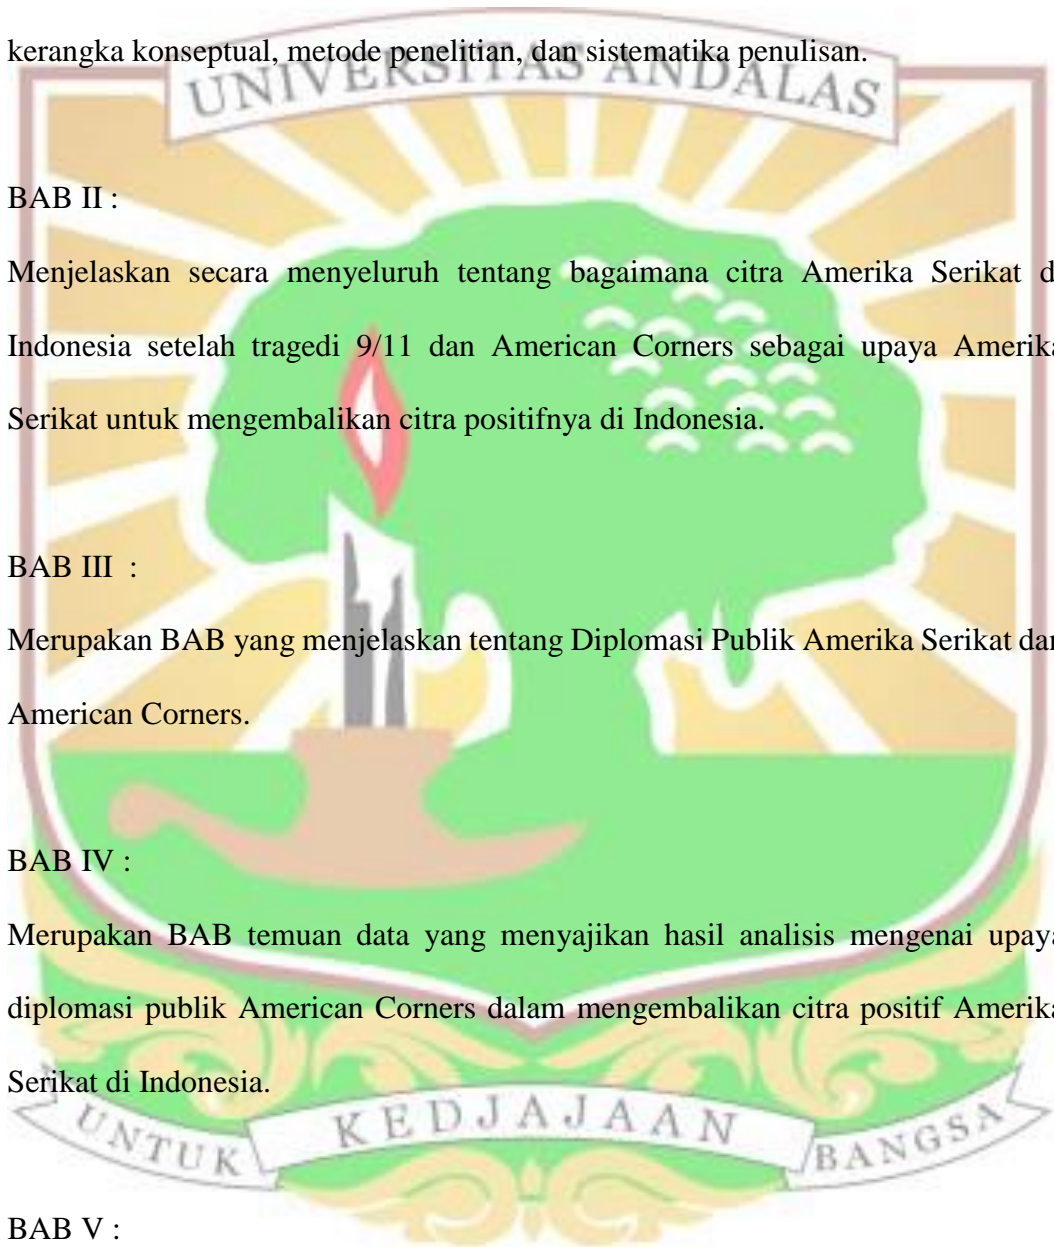 kerangka konseptual, metode penelitian, dan sistematika penulisan.
UNIVERSITAS ANDALAS
BAB II :
Menjelaskan secara menyeluruh tentang bagaimana citra Amerika Serikat d
Indonesia setelah tragedi 9/11 dan American Corners sebagai upaya Amerika
Serikat untuk mengembalikan citra positifnya di Indonesia.
BAB III :
Merupakan BAB yang menjelaskan tentang Diplomasi Publik Amerika Serikat dan
American Corners.
BAB IV :
Merupakan BAB temuan data yang menyajikan hasil analisis mengenai upaya
diplomasi publik American Corners dalam mengembalikan citra positif Amerika
Serikat di Indonesia.
UNTUK KEDJAJAAN BANGSA
BAB V :